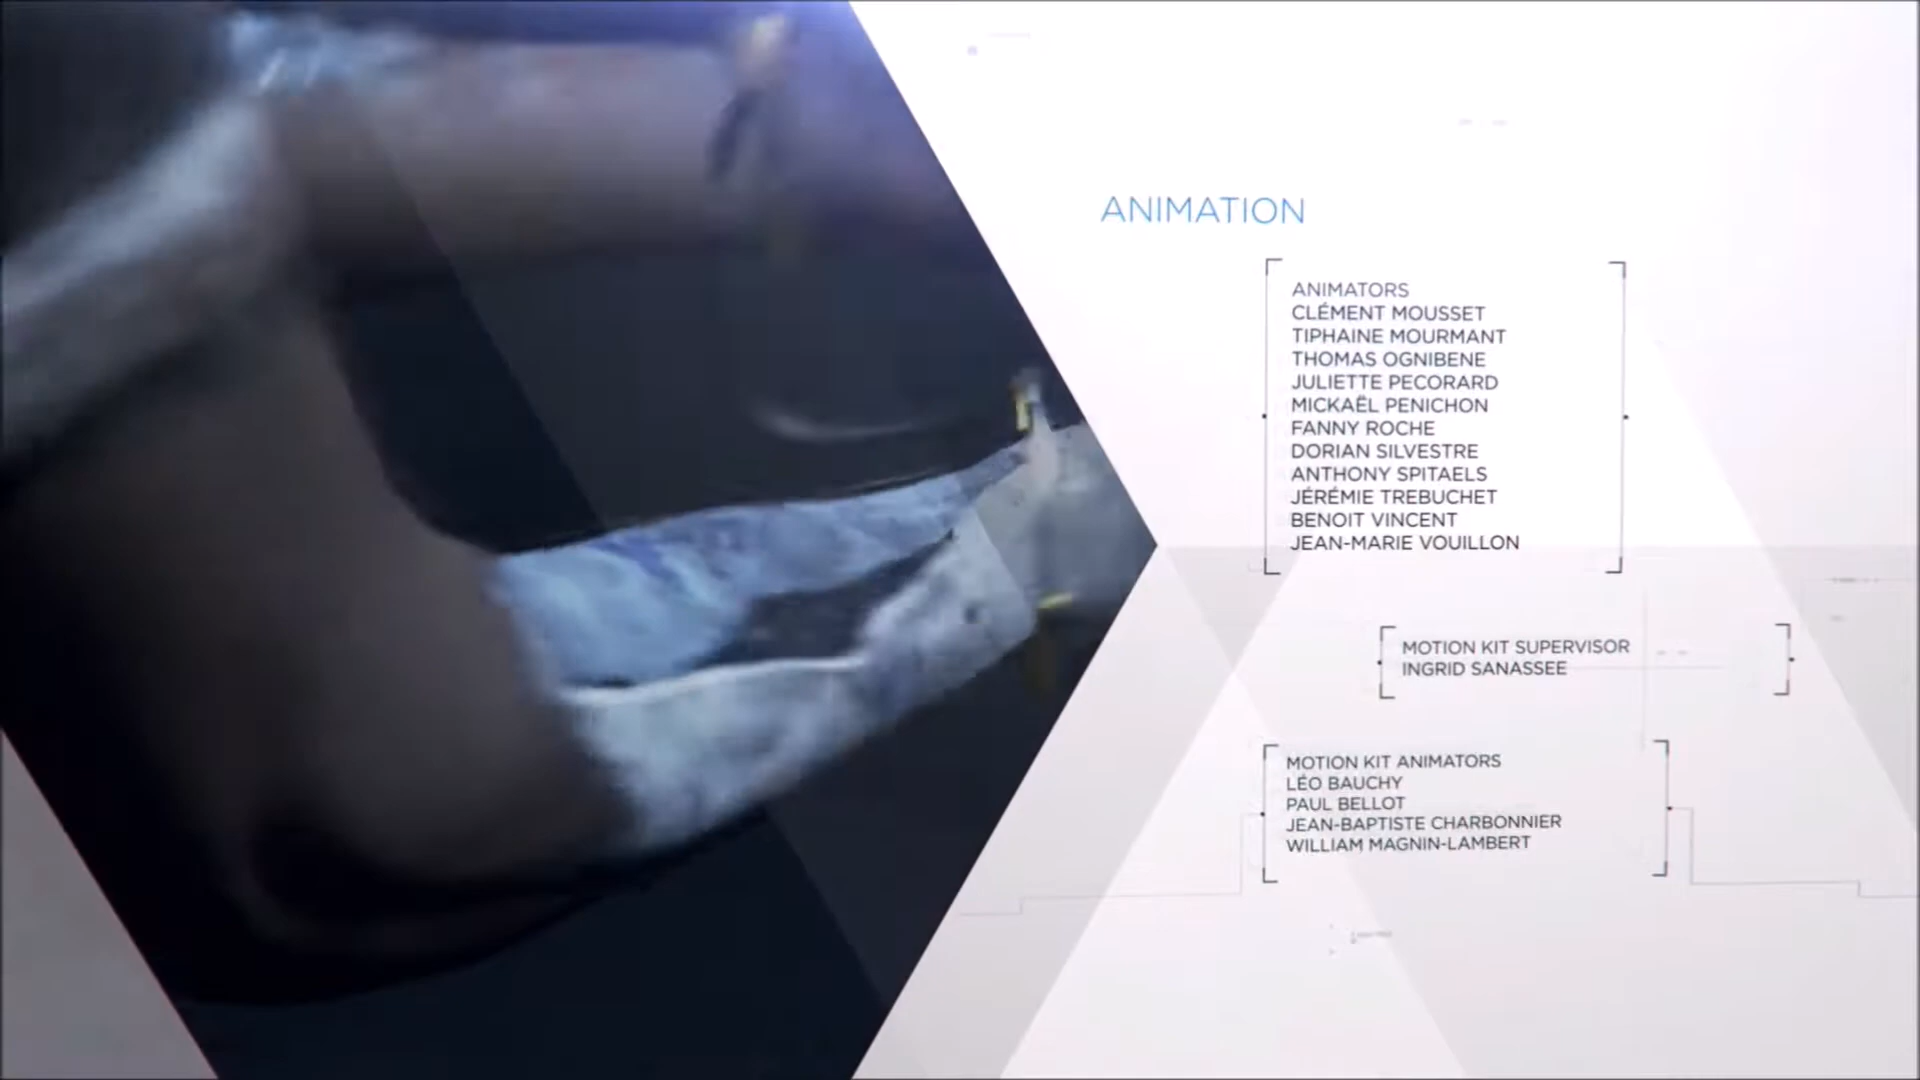 ANIMATION
ANIMATORS
CLÉMENT MOUSSET
TIPHAINE MOURMANT
THOMAS OGNIBENE
JULIETTE PECORARD
MICKAËL PENICHON
FANNY ROCHE
DORIAN SILVESTRE
ANTHONY SPITAELS
JÉRÉMIE TREBUCHET
BENOIT VINCENT
JEAN-MARIE VOUILLON
MOTION KIT SUPERVISOR
INGRID SANASSEE
MOTION KIT ANIMATORS
LÉO BAUCHY
PAUL BELLOT
JEAN-BAPTISTE CHARBONNIER
WILLIAM MAGNIN-LAMBERT